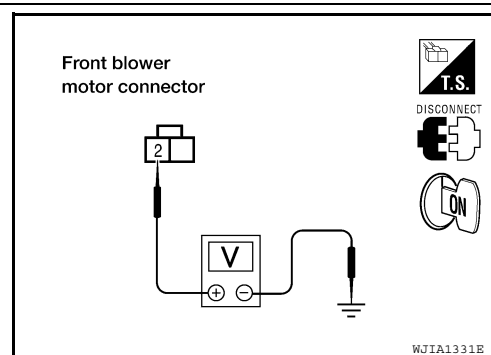 Front blower
motor connector
T.S.
DISCONNECT
2
ON
V
+ −
WJIA1331E